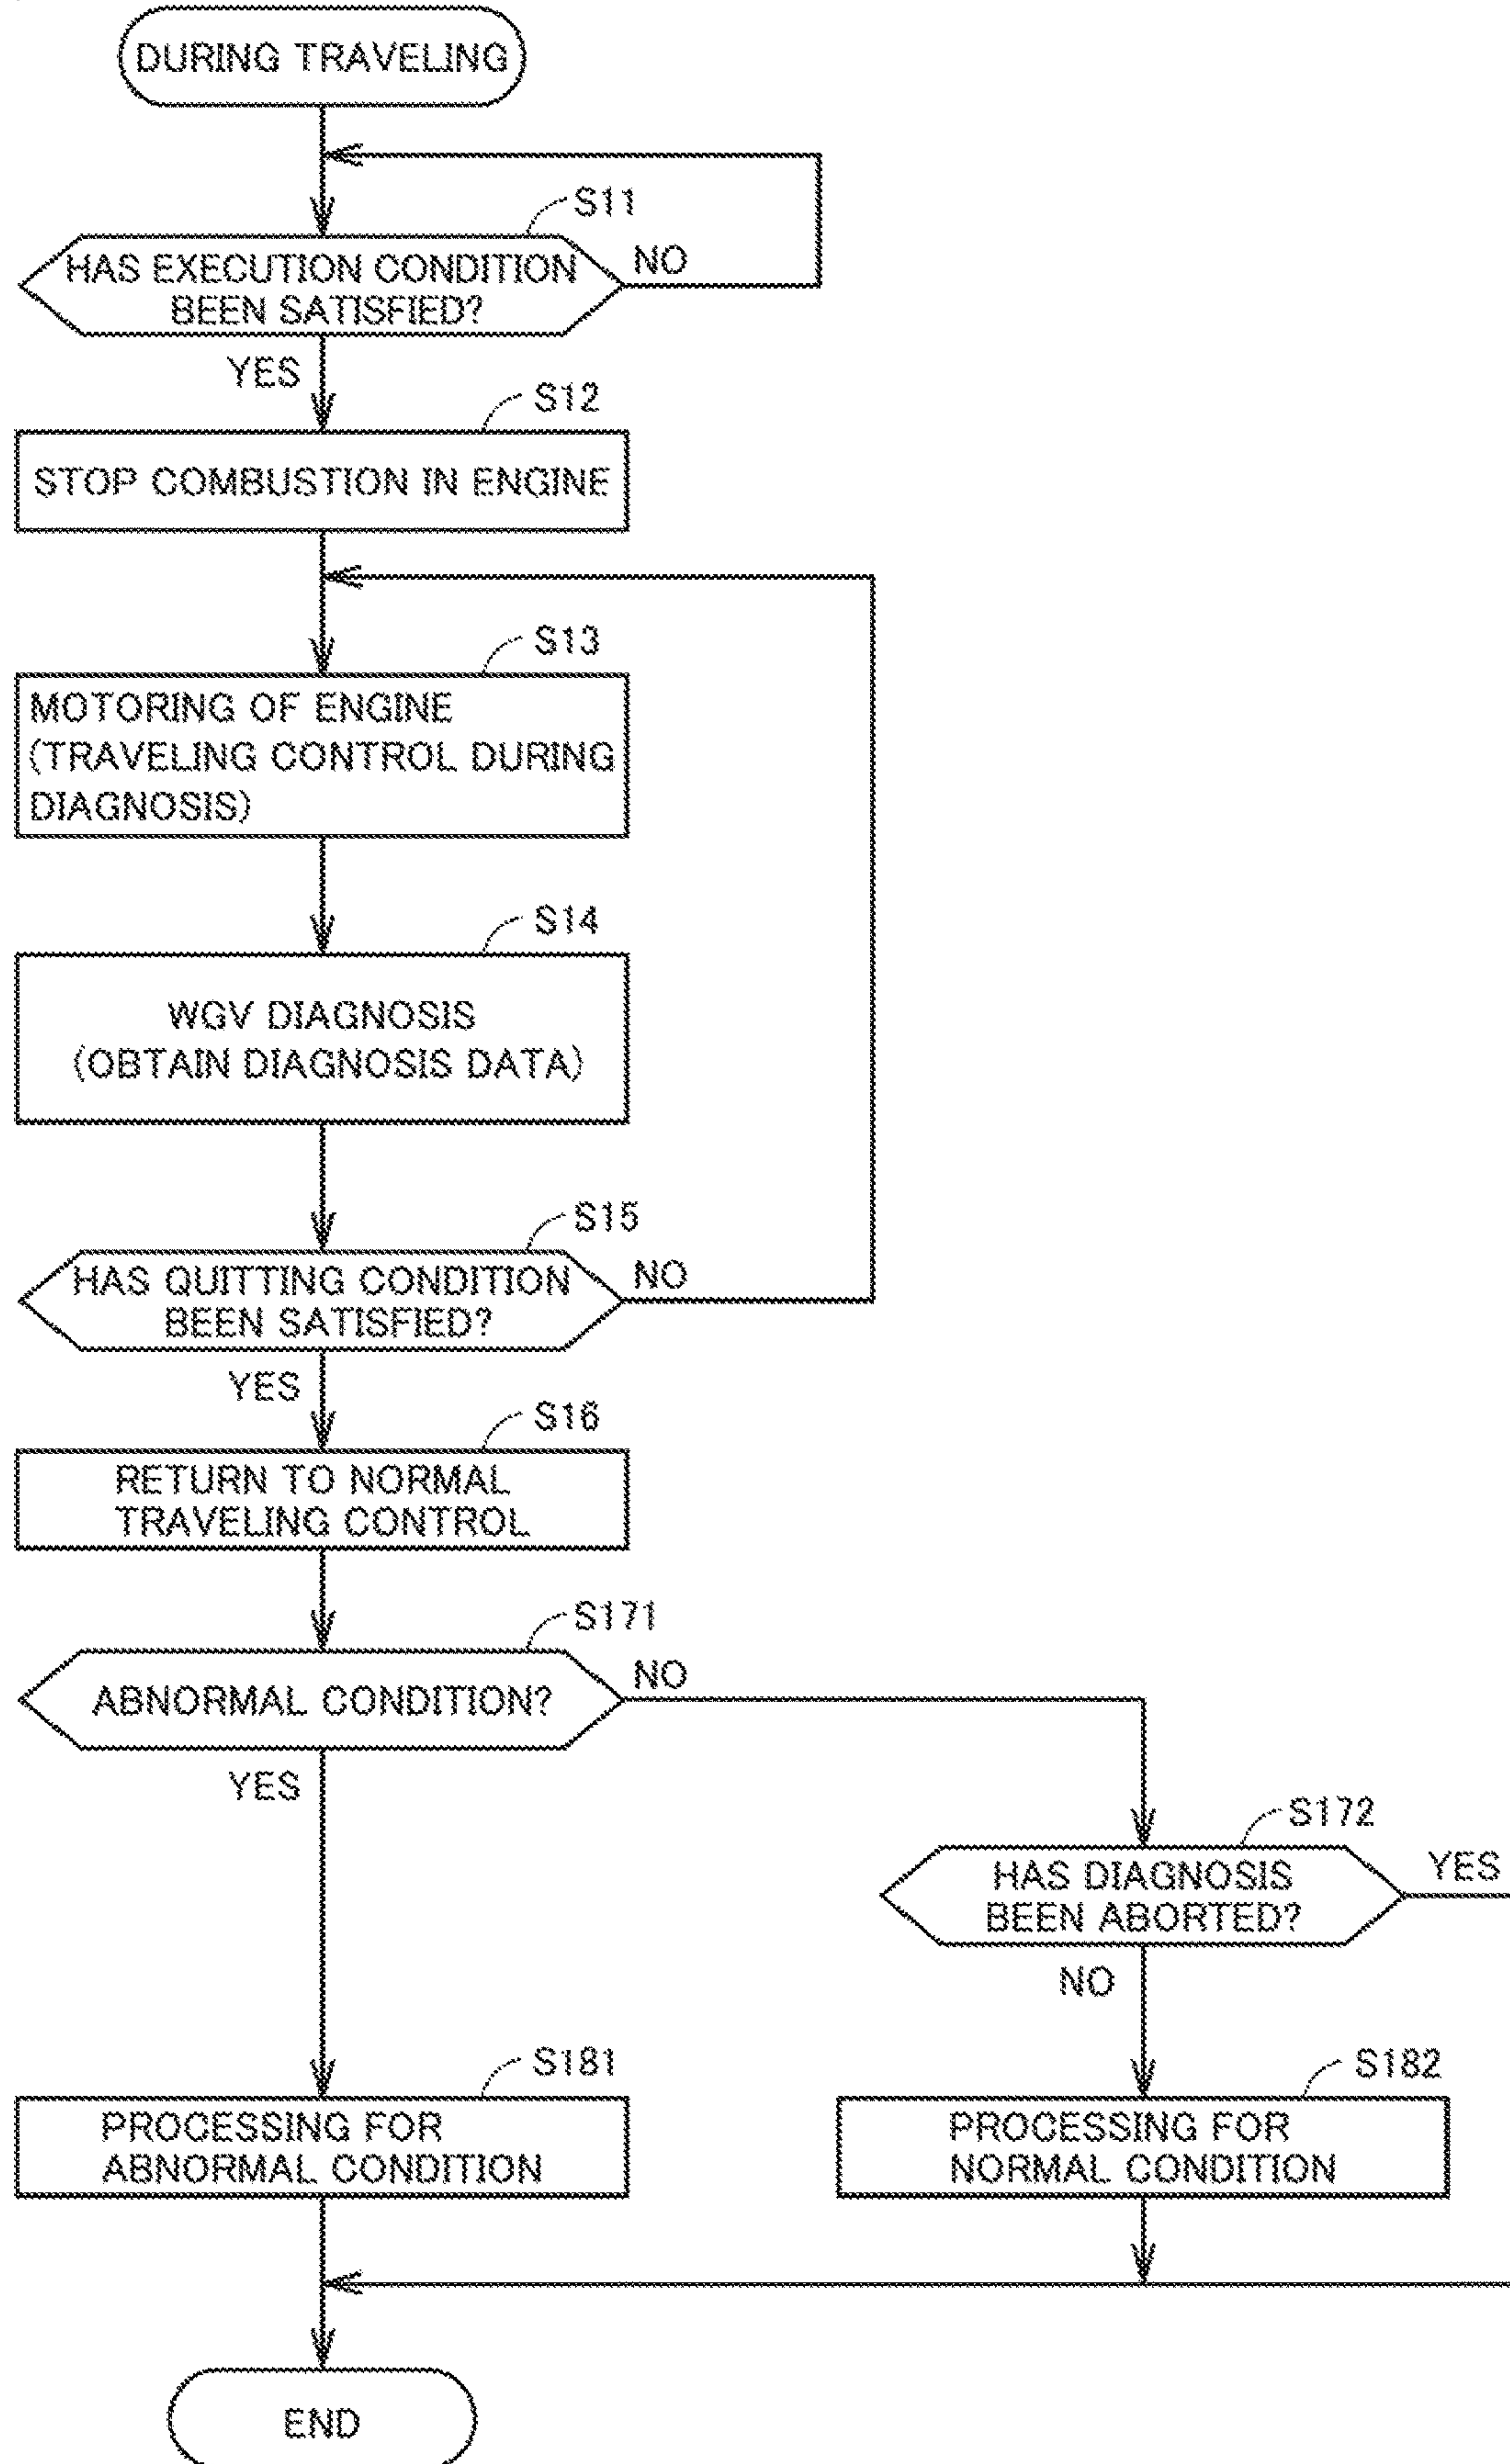 DURING TRAVELING
S11
HAS EXECUTION CONDITION
BEEN SATISFIED?
NO
YES
S12
STOP COMBUSTION IN ENGINE
S13
MOTORING OF ENGINE
(TRAVELING CONTROL DURING
DIAGNOSIS)
S14
WGV DIAGNOSIS
(OBTAIN DIAGNOSIS DATA)
S15
HAS QUITTING CONDITION
BEEN SATISFIED?
NO
YES
S16
RETURN TO NORMAL
TRAVELING CONTROL
S171
ABNORMAL CONDITION?
NO
YES
S172
HAS DIAGNOSIS
BEEN ABORTED?
YES
NO
S181
PROCESSING FOR
ABNORMAL CONDITION
S182
PROCESSING FOR
NORMAL CONDITION
END